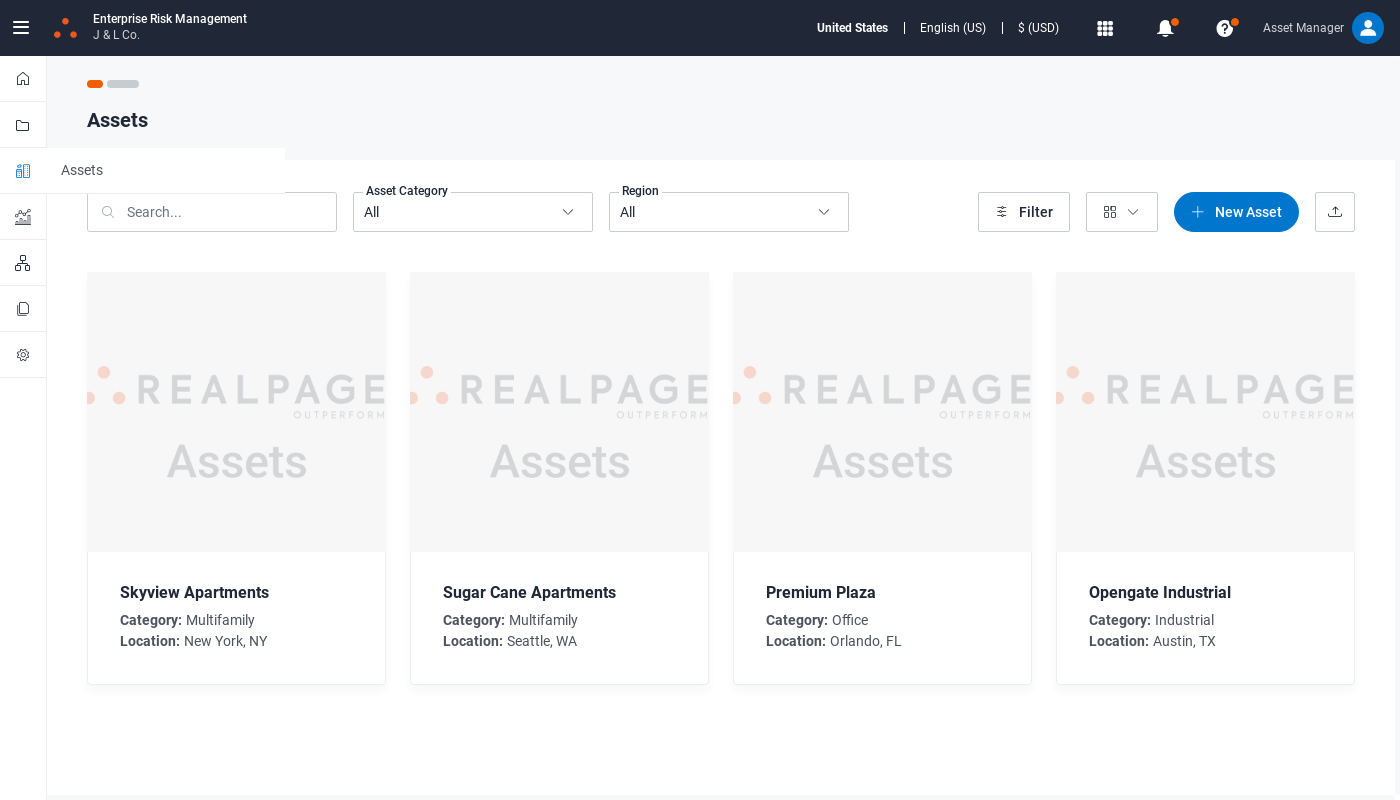 Enterprise Risk Management
J & L Co.
United States
English (US)
$ (USD)
Asset Manager
Assets
Assets
Search...
Asset Category
All
Region
All
Filter
New Asset
REALPAGE
OUTPERFORM
Assets
REALPAGE
OUTPERFORM
Assets
REALPAGE
OUTPERFORM
Assets
REALPAGE
OUTPERFORM
Assets
Skyview Apartments
Category: Multifamily
Location: New York, NY
Sugar Cane Apartments
Category: Multifamily
Location: Seattle, WA
Premium Plaza
Category: Office
Location: Orlando, FL
Opengate Industrial
Category: Industrial
Location: Austin, TX